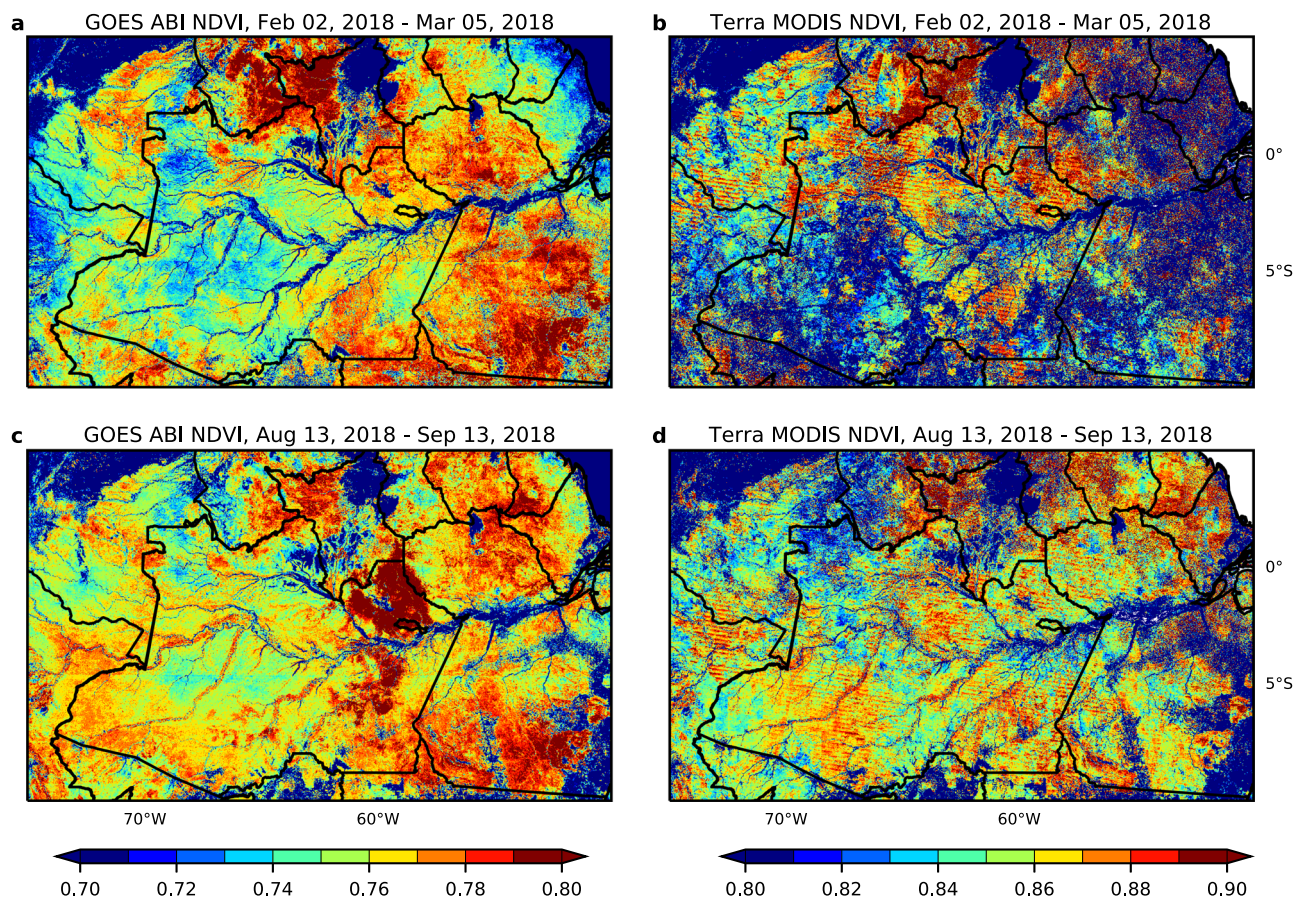 a GOES ABI NDVI, Feb 02, 2018 - Mar 05, 2018
b Terra MODIS NDVI, Feb 02, 2018 - Mar 05, 2018
0°
5°S
c GOES ABI NDVI, Aug 13, 2018 - Sep 13, 2018
d Terra MODIS NDVI, Aug 13, 2018 - Sep 13, 2018
0°
5°S
70°W 60°W
70°W 60°W
0.70 0.72 0.74 0.76 0.78 0.80
0.80 0.82 0.84 0.86 0.88 0.90